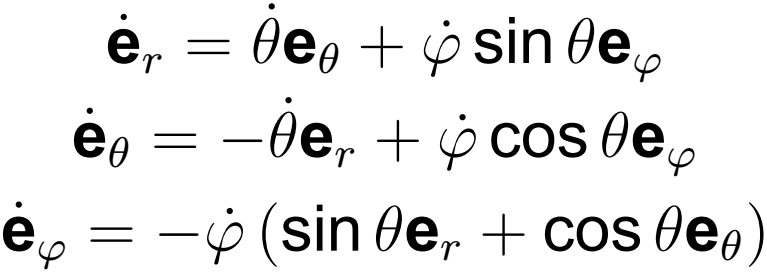 ė_r = θ̇e_θ + φ̇ sin θe_φ
ė_θ = −θ̇e_r + φ̇ cos θe_φ
ė_φ = −φ̇ (sin θe_r + cos θe_θ)